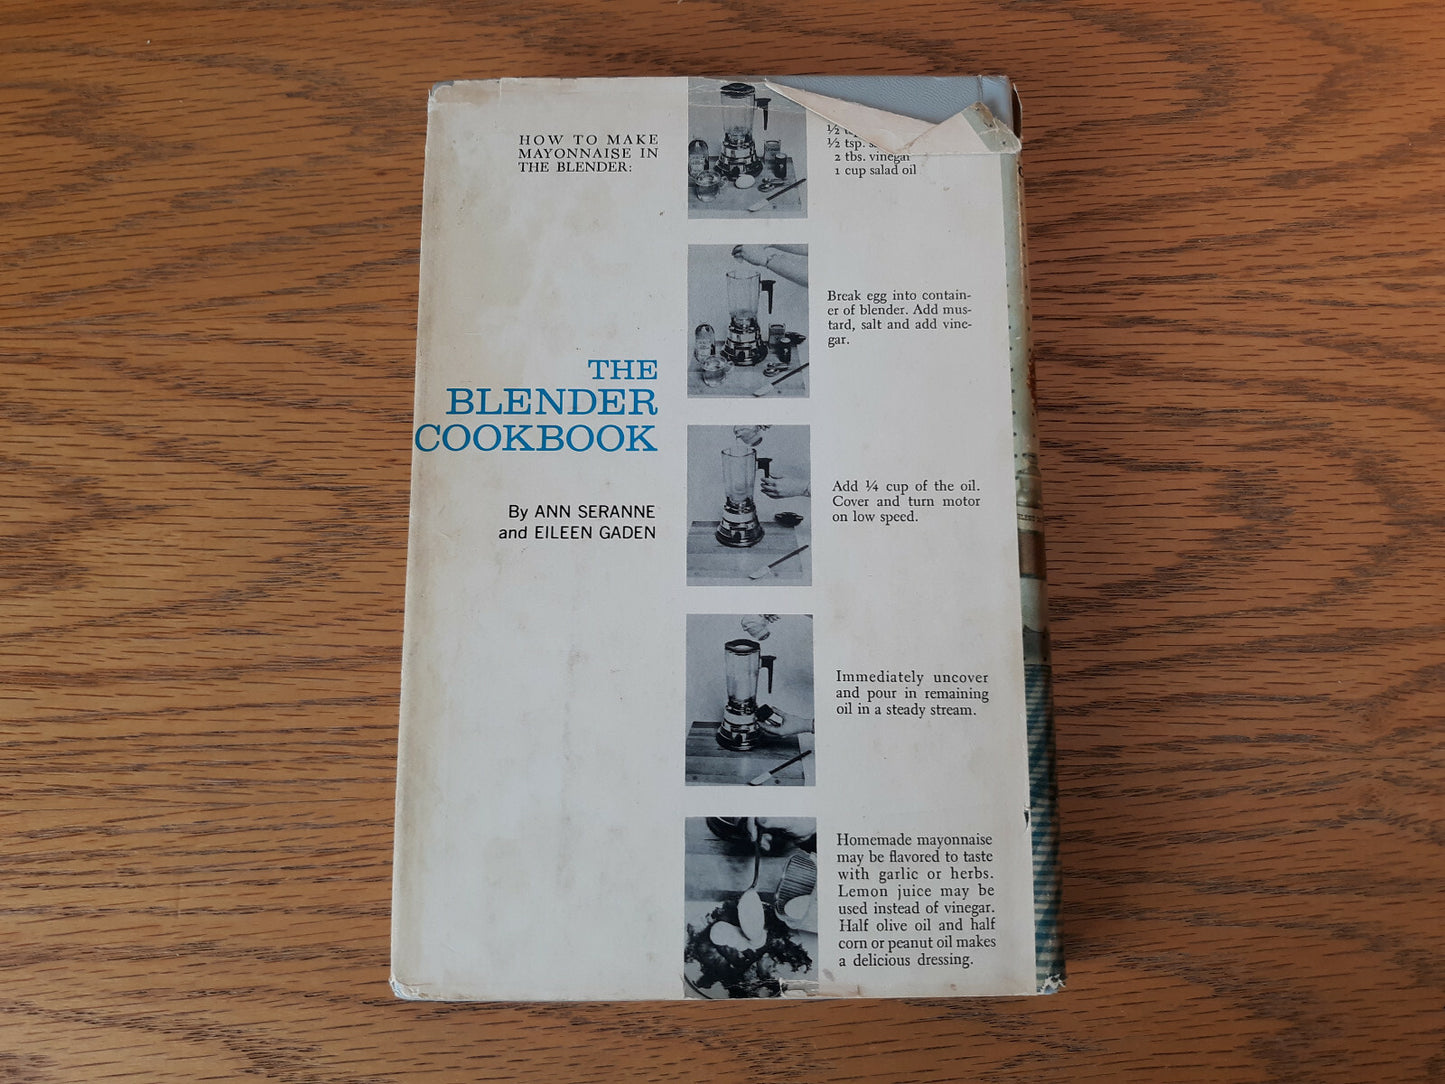 HOW TO MAKE
MAYONNAISE IN
THE BLENDER:
½
½ tsp.
2 tbs. vinegar
1 cup salad oil
Break egg into contain-
er of blender. Add mus-
tard, salt and add vine-
gar.
THE
BLENDER
COOKBOOK
Add ¼ cup of the oil.
Cover and turn motor
on low speed.
By ANN SERANNE
and EILEEN GADEN
Immediately uncover
and pour in remaining
oil in a steady stream.
Homemade mayonnaise
may be flavored to taste
with garlic or herbs.
Lemon juice may be
used instead of vinegar.
Half olive oil and half
corn or peanut oil makes
a delicious dressing.